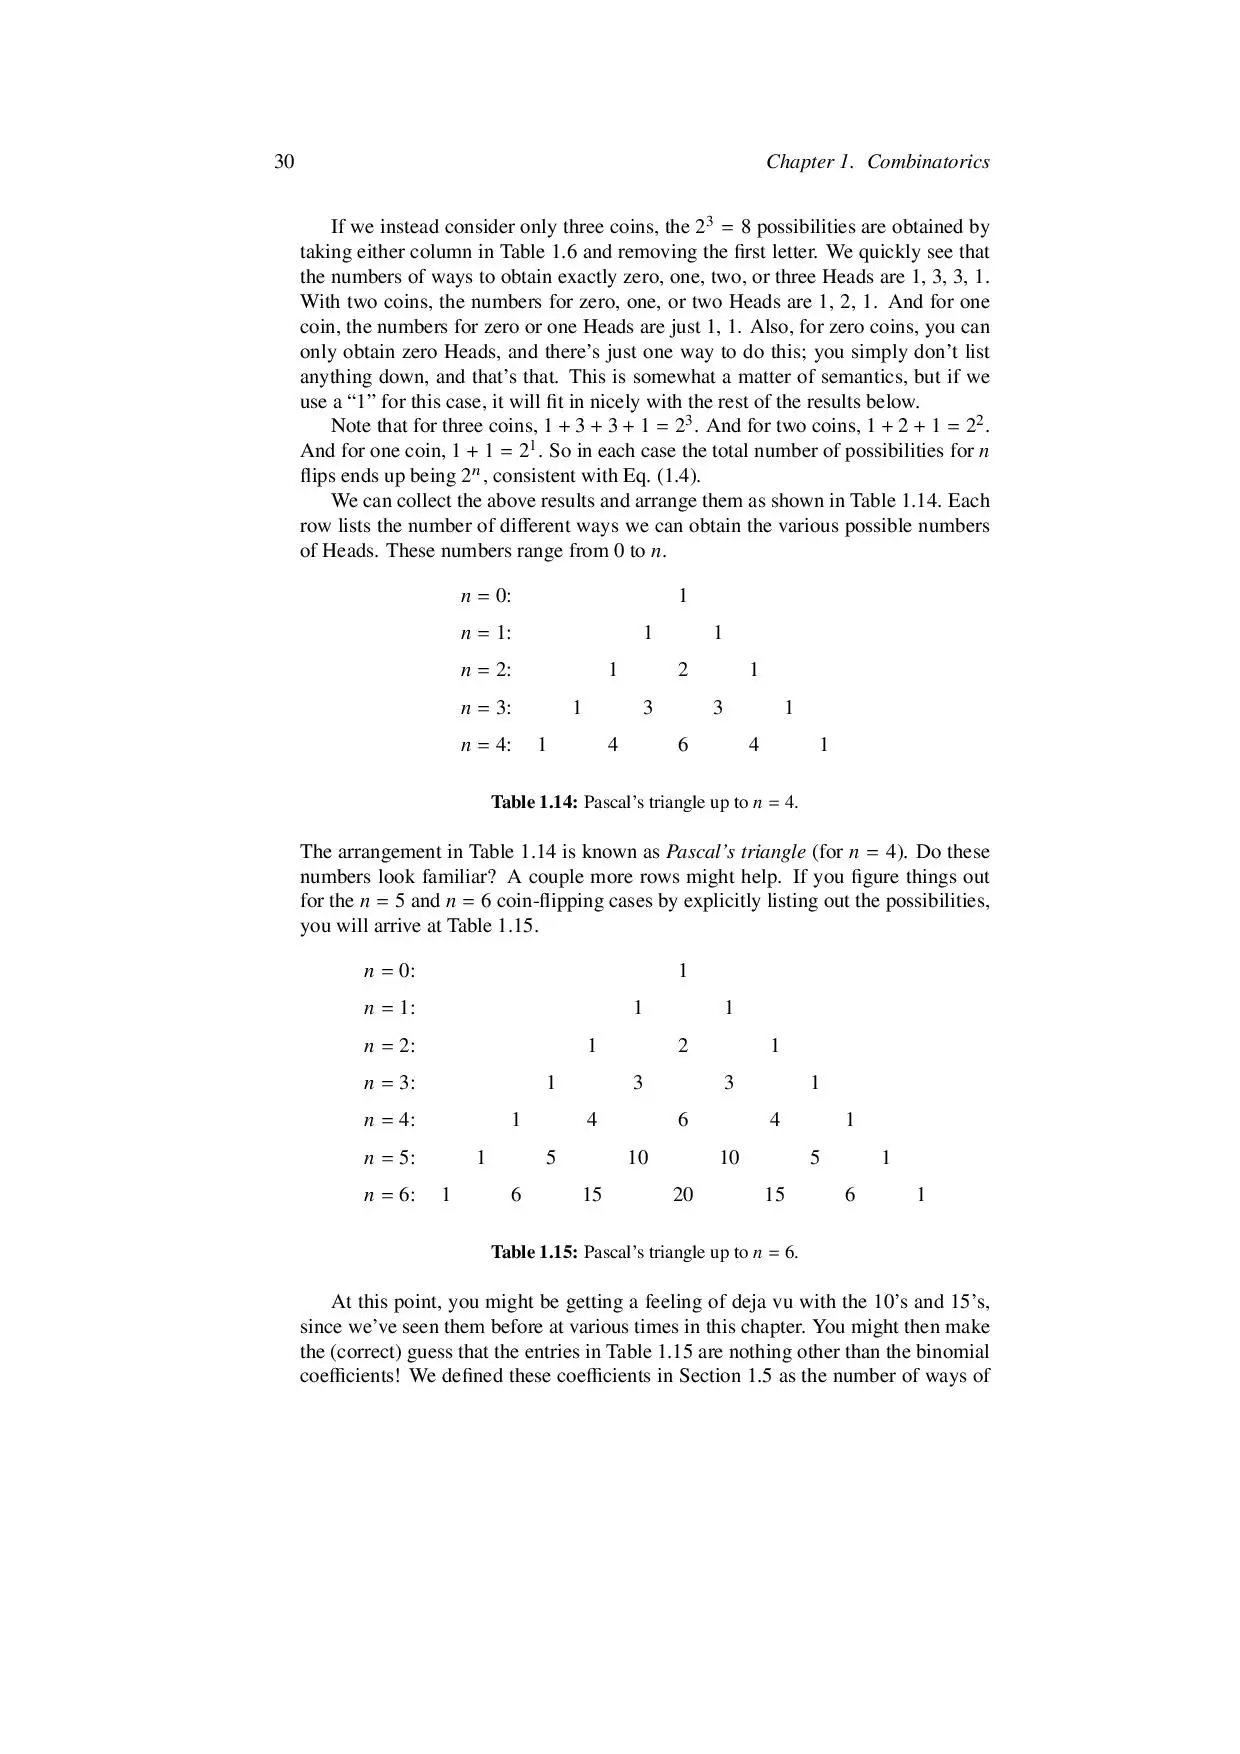 30 Chapter 1. Combinatorics
If we instead consider only three coins, the 2³ = 8 possibilities are obtained by
taking either column in Table 1.6 and removing the first letter. We quickly see that
the numbers of ways to obtain exactly zero, one, two, or three Heads are 1, 3, 3, 1.
With two coins, the numbers for zero, one, or two Heads are 1, 2, 1. And for one
coin, the numbers for zero or one Heads are just 1, 1. Also, for zero coins, you can
only obtain zero Heads, and there’s just one way to do this; you simply don’t list
anything down, and that’s that. This is somewhat a matter of semantics, but if we
use a “1” for this case, it will fit in nicely with the rest of the results below.
Note that for three coins, 1 + 3 + 3 + 1 = 2³. And for two coins, 1 + 2 + 1 = 2².
And for one coin, 1 + 1 = 2¹. So in each case the total number of possibilities for n
flips ends up being 2ⁿ, consistent with Eq. (1.4).
We can collect the above results and arrange them as shown in Table 1.14. Each
row lists the number of different ways we can obtain the various possible numbers
of Heads. These numbers range from 0 to n.
n = 0: 1
n = 1: 1 1
n = 2: 1 2 1
n = 3: 1 3 3 1
n = 4: 1 4 6 4 1
Table 1.14: Pascal’s triangle up to n = 4.
The arrangement in Table 1.14 is known as Pascal’s triangle (for n = 4). Do these
numbers look familiar? A couple more rows might help. If you figure things out
for the n = 5 and n = 6 coin-flipping cases by explicitly listing out the possibilities,
you will arrive at Table 1.15.
n = 0: 1
n = 1: 1 1
n = 2: 1 2 1
n = 3: 1 3 3 1
n = 4: 1 4 6 4 1
n = 5: 1 5 10 10 5 1
n = 6: 1 6 15 20 15 6 1
Table 1.15: Pascal’s triangle up to n = 6.
At this point, you might be getting a feeling of deja vu with the 10’s and 15’s,
since we’ve seen them before at various times in this chapter. You might then make
the (correct) guess that the entries in Table 1.15 are nothing other than the binomial
coefficients! We defined these coefficients in Section 1.5 as the number of ways of